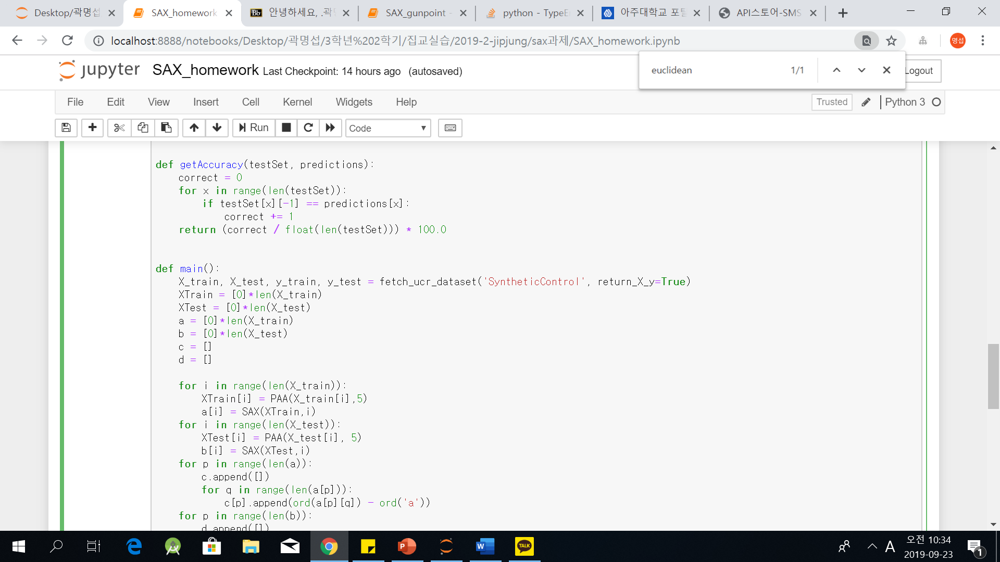 Desktop/곽명섭
SAX_homework
안녕하세요, .곽
SAX_gunpoint -
python - TypeE
아주대학교 포
API스토어-SMS
localhost:8888/notebooks/Desktop/곽명섭/3학년%202학기/집교실습/2019-2-jipjung/sax과제/SAX_homework.ipynb
명섭
euclidean 1/1
jupyter SAX_homework Last Checkpoint: 14 hours ago (autosaved)
Logout
File Edit View Insert Cell Kernel Widgets Help
Trusted Python 3
Run Code
def getAccuracy(testSet, predictions):
    correct = 0
    for x in range(len(testSet)):
        if testSet[x][-1] == predictions[x]:
            correct += 1
    return (correct / float(len(testSet))) * 100.0
def main():
    X_train, X_test, y_train, y_test = fetch_ucr_dataset('SyntheticControl', return_X_y=True)
    XTrain = [0]*len(X_train)
    XTest = [0]*len(X_test)
    a = [0]*len(X_train)
    b = [0]*len(X_test)
    c = []
    d = []
    for i in range(len(X_train)):
        XTrain[i] = PAA(X_train[i],5)
        a[i] = SAX(XTrain,i)
    for i in range(len(X_test)):
        XTest[i] = PAA(X_test[i], 5)
        b[i] = SAX(XTest,i)
    for p in range(len(a)):
        c.append([])
        for q in range(len(a[p])):
            c[p].append(ord(a[p][q]) - ord('a'))
    for p in range(len(b)):
        d.append([])
TALK
A
오전 10:34
2019-09-23
1